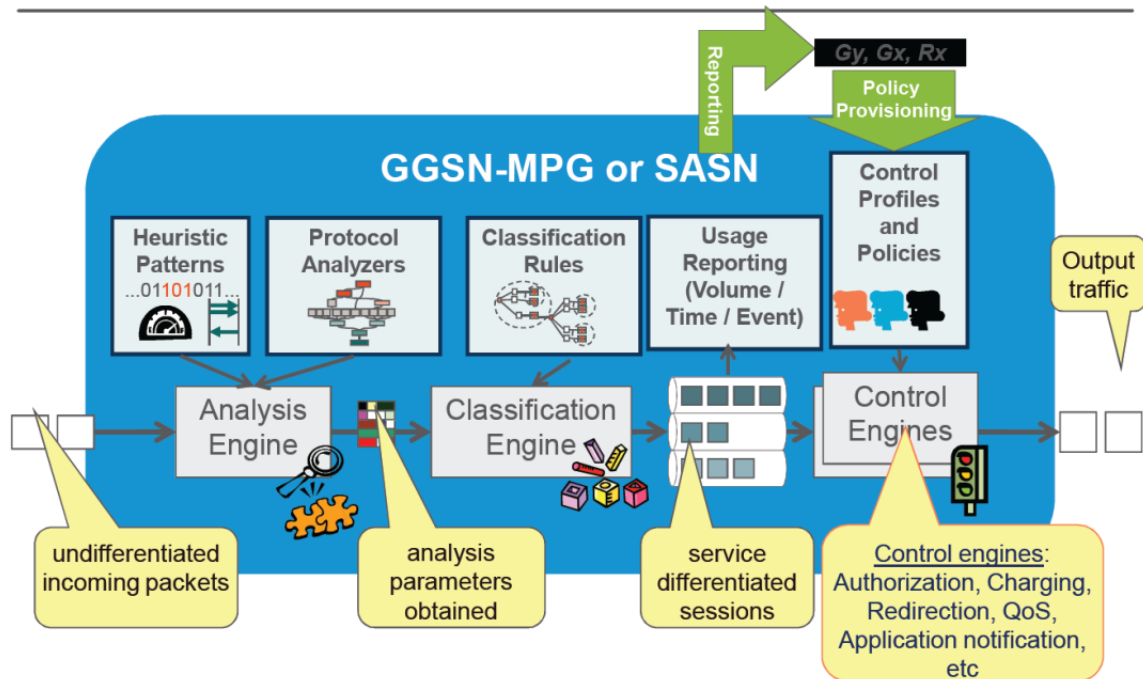 Reporting
Gy, Gx, Rx
Policy
Provisioning
GGSN-MPG or SASN
Heuristic
Patterns
...01101011...
Protocol
Analyzers
Classification
Rules
Usage
Reporting
(Volume /
Time / Event)
Control
Profiles
and
Policies
Output
traffic
Analysis
Engine
Classification
Engine
Control
Engines
undifferentiated
incoming packets
analysis
parameters
obtained
service
differentiated
sessions
Control engines:
Authorization, Charging,
Redirection, QoS,
Application notification,
etc